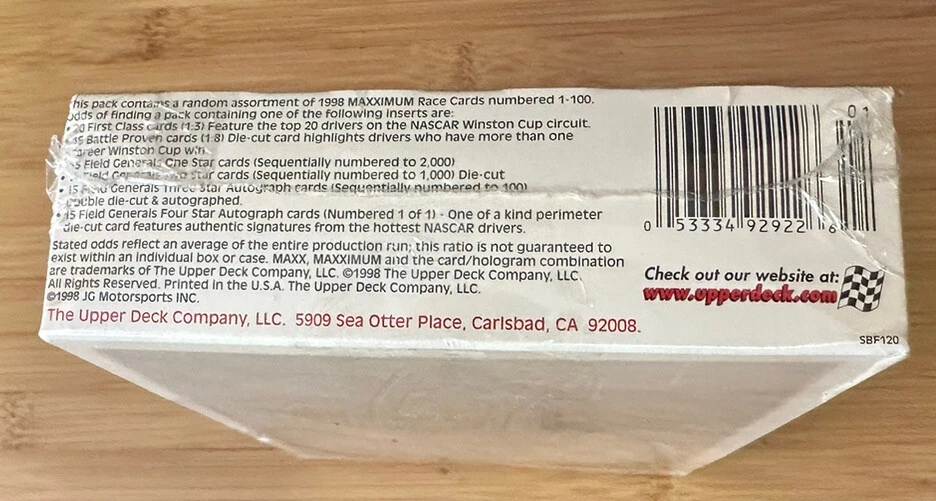 his pack contains a random assortment of 1998 MAXXIMUM Race Cards numbered 1-100.
Odds of finding a pack containing one of the following inserts are:
• 20 First Class cards (1:3) Feature the top 20 drivers on the NASCAR Winston Cup circuit.
Battle Proven cards (1:8) Die-cut card highlights drivers who have more than one
career Winston Cup win.
Field Generals One Star cards (Sequentially numbered to 2,000)
Field Generals Two Star cards (Sequentially numbered to 1,000) Die-cut
• 15 Field Generals Three Star Autograph cards (Sequentially numbered to 100)
Double die-cut & autographed.
• 15 Field Generals Four Star Autograph cards (Numbered 1 of 1) - One of a kind perimeter
die-cut card features authentic signatures from the hottest NASCAR drivers.
Stated odds reflect an average of the entire production run; this ratio is not guaranteed to
exist within an individual box or case. MAXX, MAXXIMUM and the card/hologram combination
are trademarks of The Upper Deck Company, LLC. ©1998 The Upper Deck Company, LLC.
All Rights Reserved. Printed in the U.S.A. The Upper Deck Company, LLC.
©1998 JG Motorsports INC.
The Upper Deck Company, LLC. 5909 Sea Otter Place, Carlsbad, CA 92008.
01
0 53334 92922 6
Check out our website at:
www.upperdeck.com
SBF120